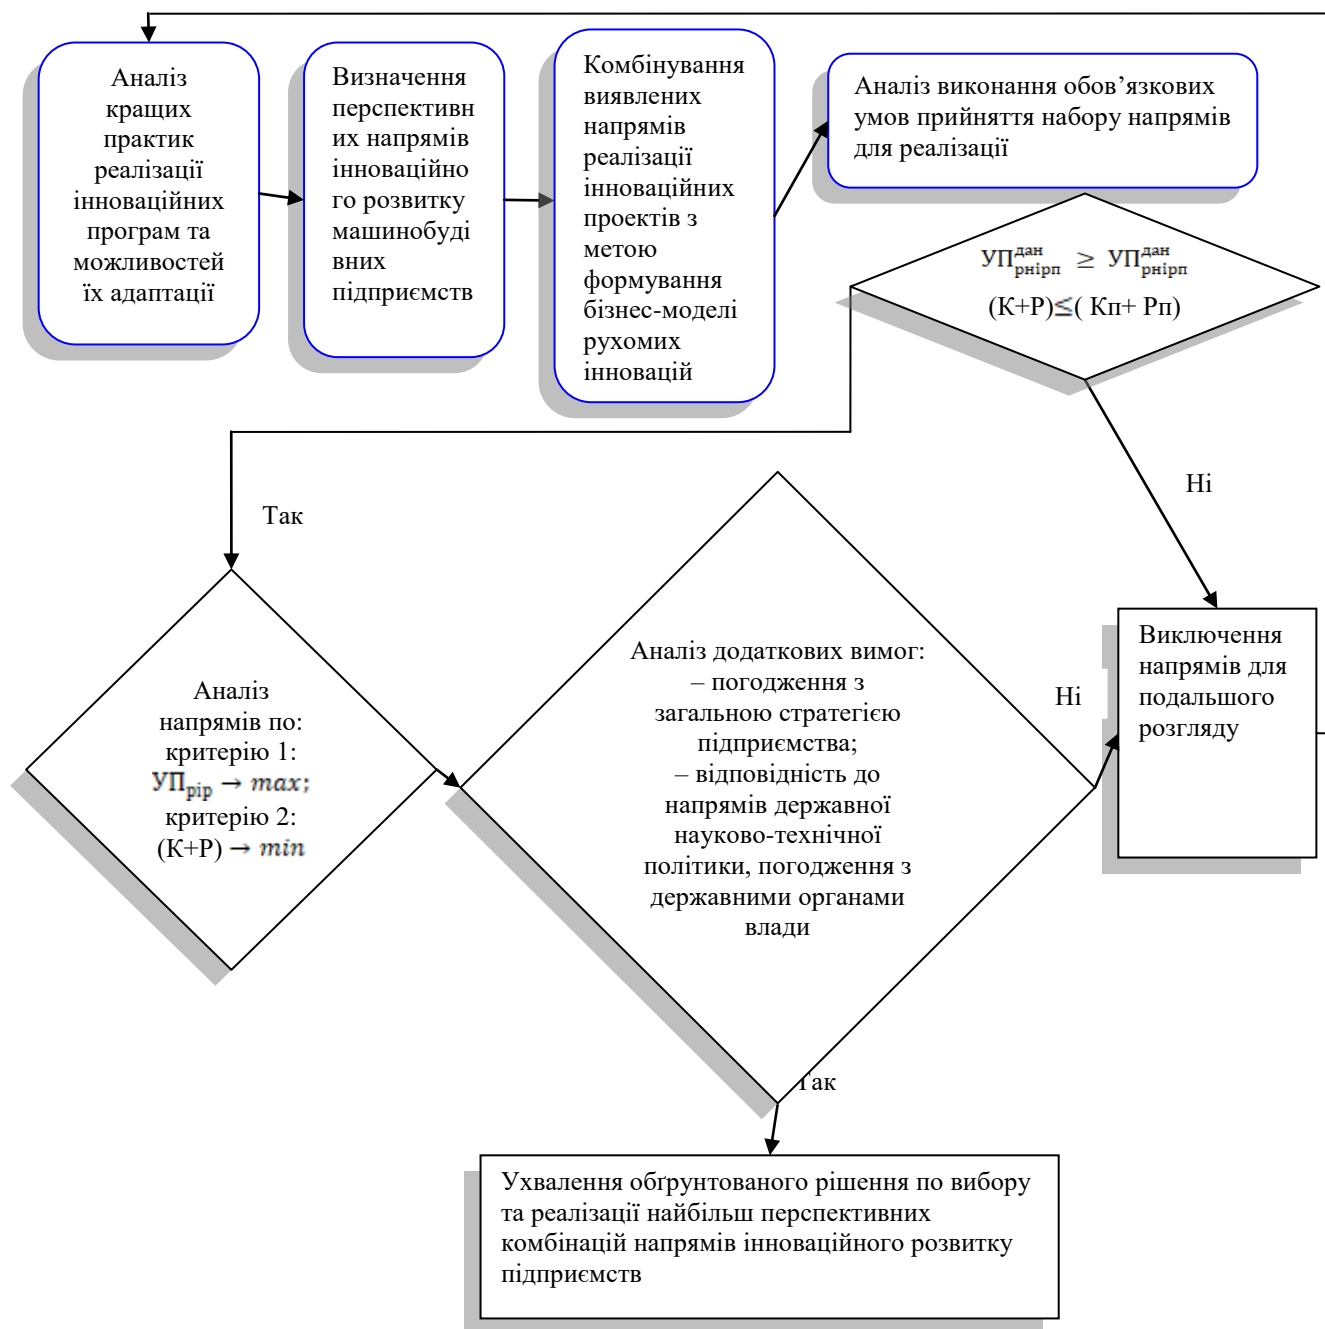 Аналіз
кращих
практик
реалізації
інноваційних
програм та
можливостей
їх адаптації
Визначення
перспективн
их напрямів
інноваційно
го розвитку
машинобуді
вних
підприємств
Комбінування
виявлених
напрямів
реалізації
інноваційних
проектів з
метою
формування
бізнес-моделі
рухомих
інновацій
Аналіз виконання обов’язкових
умов прийняття набору напрямів
для реалізації
УП дан рнірп ≥ УП дан рнірп
(К+Р)≤( Кп+ Рп)
Ні
Так
Аналіз
напрямів по:
критерію 1:
УПрір → max;
критерію 2:
(К+Р) → min
Аналіз додаткових вимог:
– погодження з
загальною стратегією
підприємства;
– відповідність до
напрямів державної
науково-технічної
політики, погодження з
державними органами
влади
Ні
Виключення
напрямів для
подальшого
розгляду
Так
Ухвалення обґрунтованого рішення по вибору
та реалізації найбільш перспективних
комбінацій напрямів інноваційного розвитку
підприємств